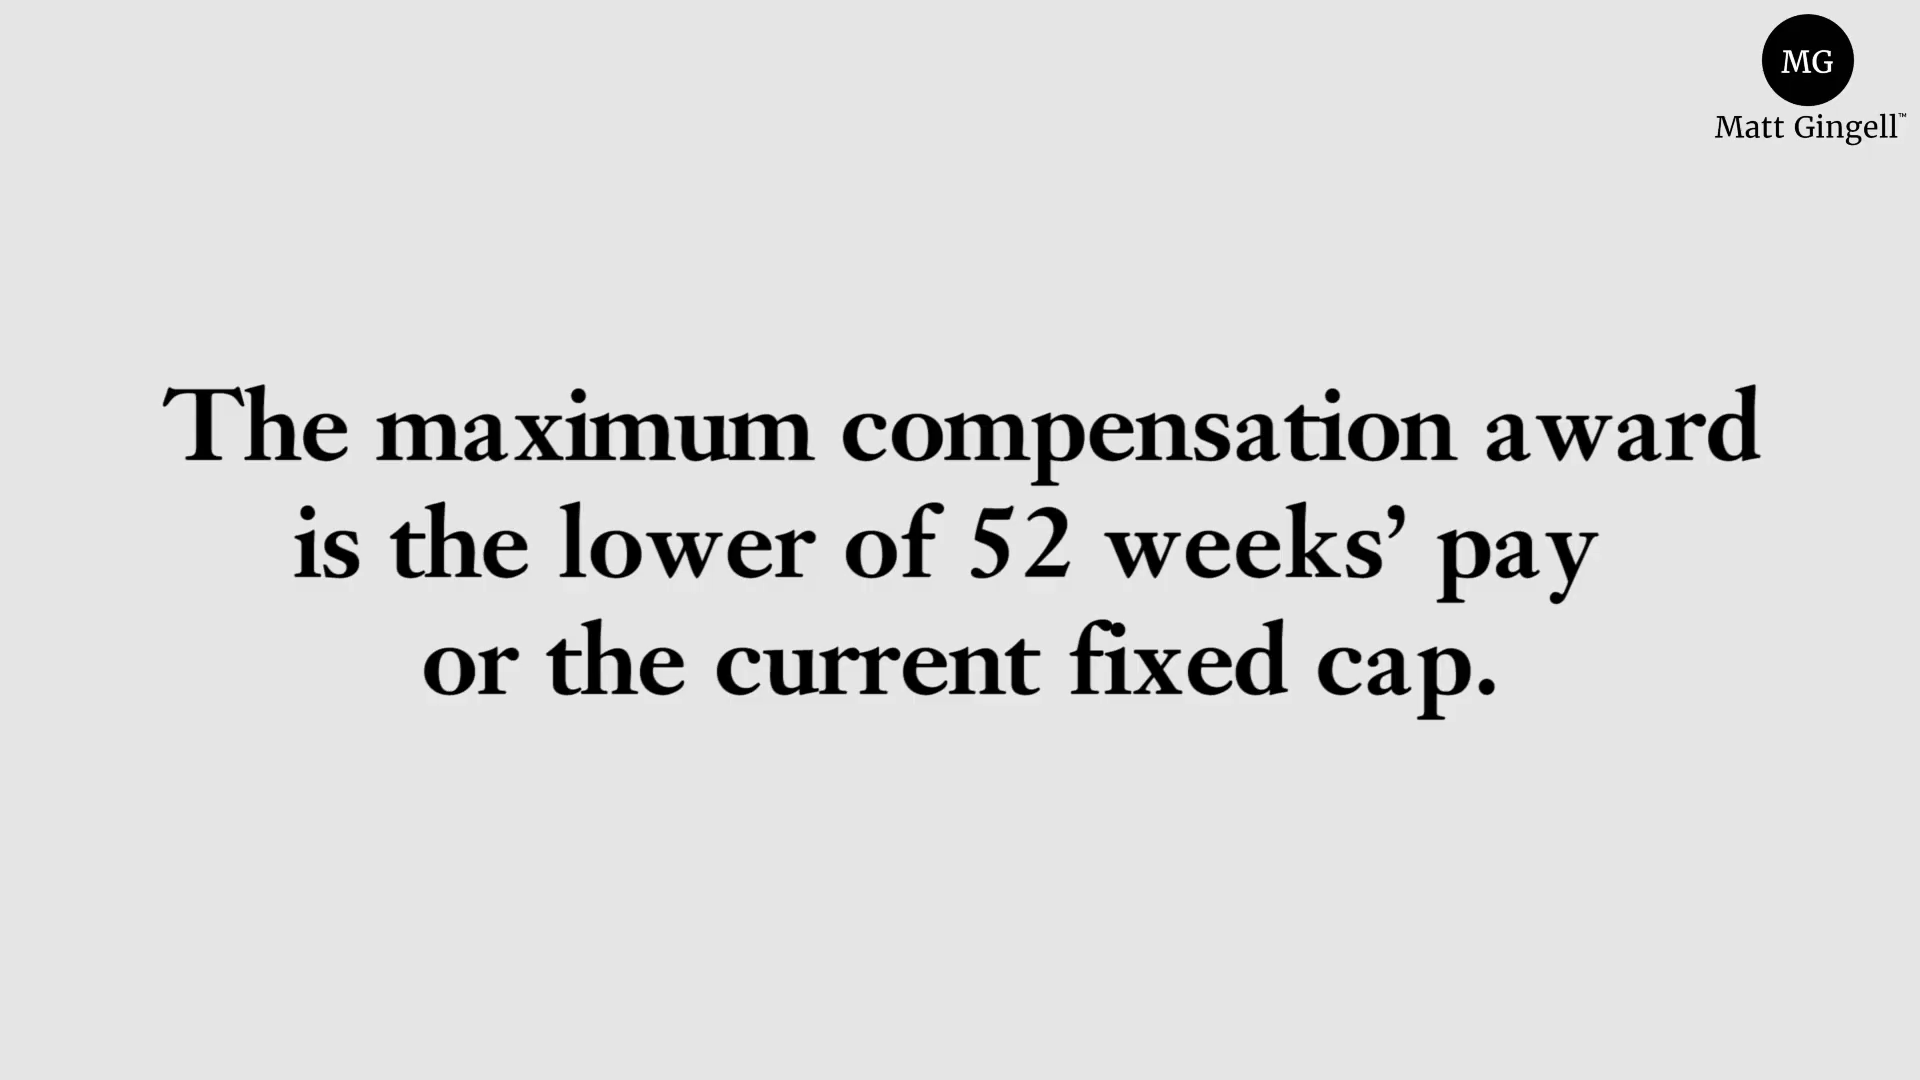 MG
Matt Gingell™
The maximum compensation award
is the lower of 52 weeks’ pay
or the current fixed cap.